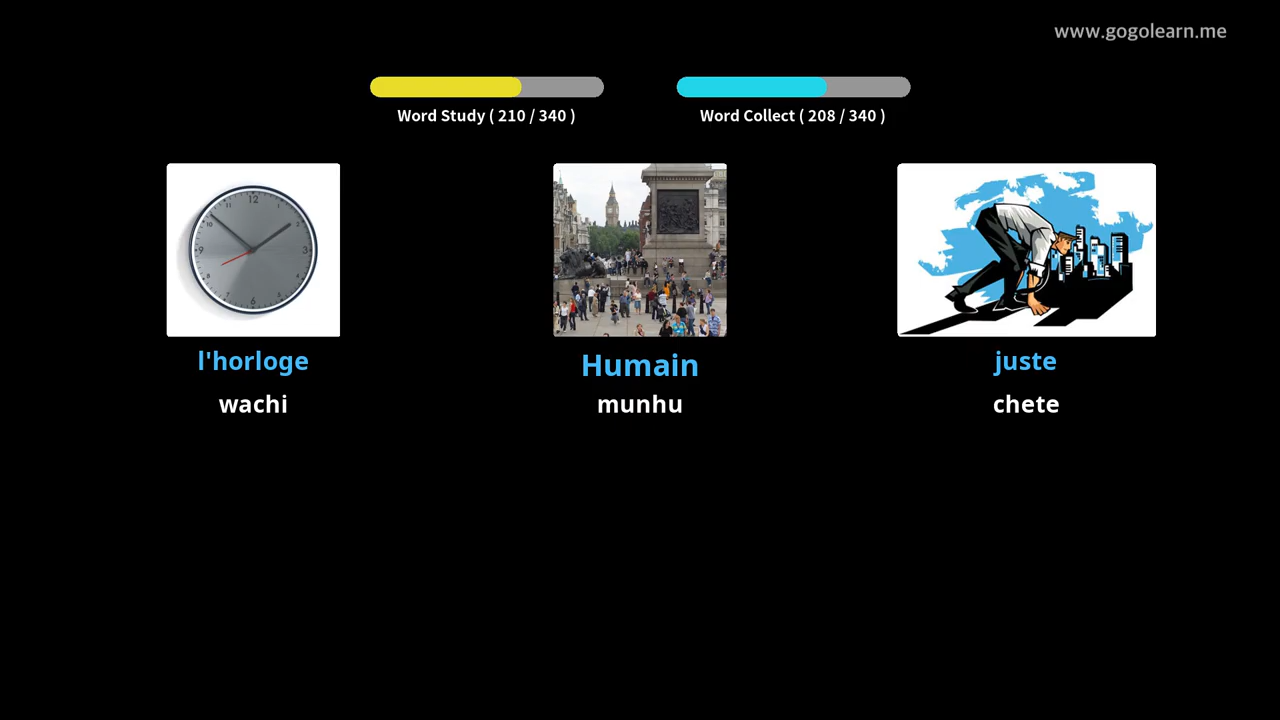 www.gogolearn.me
Word Study ( 210 / 340 )
Word Collect ( 208 / 340 )
l'horloge
wachi
Humain
munhu
juste
chete